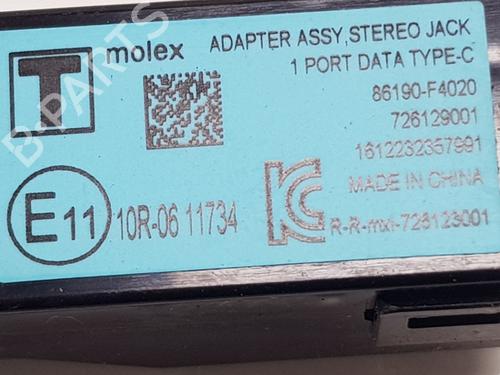 T
molex
ADAPTER ASSY,STEREO JACK
1 PORT DATA TYPE-C
86190-F4020
726129001
1612232357991
MADE IN CHINA
R-R-mxi-726123001
E11
10R-06 11734
B-PARTS